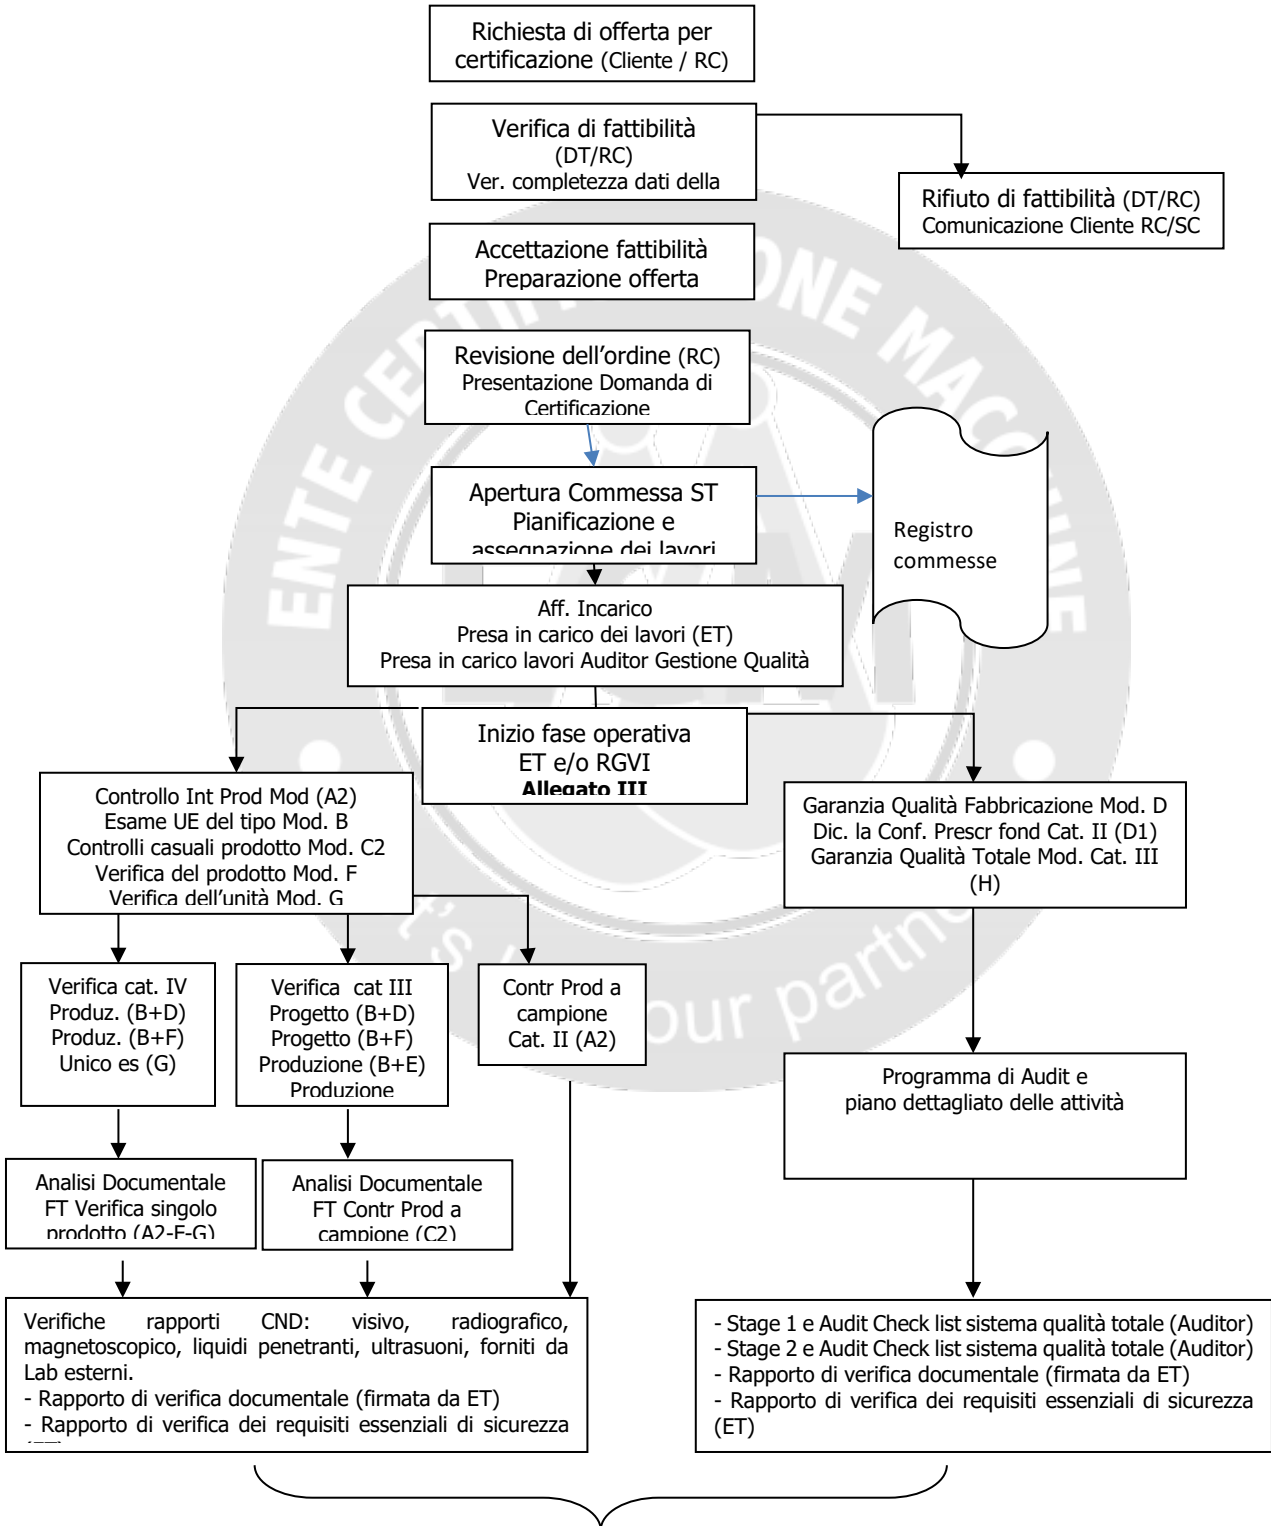 Richiesta di offerta per
certificazione (Cliente / RC)
Verifica di fattibilità
(DT/RC)
Ver. completezza dati della
Rifiuto di fattibilità (DT/RC)
Comunicazione Cliente RC/SC
Accettazione fattibilità
Preparazione offerta
Revisione dell'ordine (RC)
Presentazione Domanda di
Certificazione
Apertura Commessa ST
Pianificazione e
assegnazione dei lavori
Registro
commesse
Aff. Incarico
Presa in carico dei lavori (ET)
Presa in carico lavori Auditor Gestione Qualità
Inizio fase operativa
ET e/o RGVI
Allegato III
Controllo Int Prod Mod (A2)
Esame UE del tipo Mod. B
Controlli casuali prodotto Mod. C2
Verifica del prodotto Mod. F
Verifica dell'unità Mod. G
Garanzia Qualità Fabbricazione Mod. D
Dic. la Conf. Prescr fond Cat. II (D1)
Garanzia Qualità Totale Mod. Cat. III
(H)
Verifica cat. IV
Produz. (B+D)
Produz. (B+F)
Unico es (G)
Verifica cat III
Progetto (B+D)
Progetto (B+F)
Produzione (B+E)
Produzione
Contr Prod a
campione
Cat. II (A2)
Programma di Audit e
piano dettagliato delle attività
Analisi Documentale
FT Verifica singolo
prodotto (A2-F-G)
Analisi Documentale
FT Contr Prod a
campione (C2)
Verifiche rapporti CND: visivo, radiografico,
magnetoscopico, liquidi penetranti, ultrasuoni, forniti da
Lab esterni.
- Rapporto di verifica documentale (firmata da ET)
- Rapporto di verifica dei requisiti essenziali di sicurezza
- Stage 1 e Audit Check list sistema qualità totale (Auditor)
- Stage 2 e Audit Check list sistema qualità totale (Auditor)
- Rapporto di verifica documentale (firmata da ET)
- Rapporto di verifica dei requisiti essenziali di sicurezza
(ET)